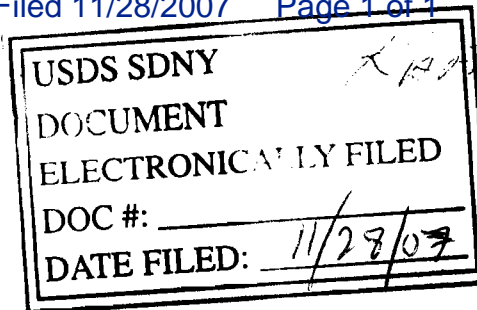 Filed 11/28/2007 Page 1 of 1
USDS SDNY
DOCUMENT
ELECTRONICALLY FILED
DOC #:
DATE FILED: 11/28/07